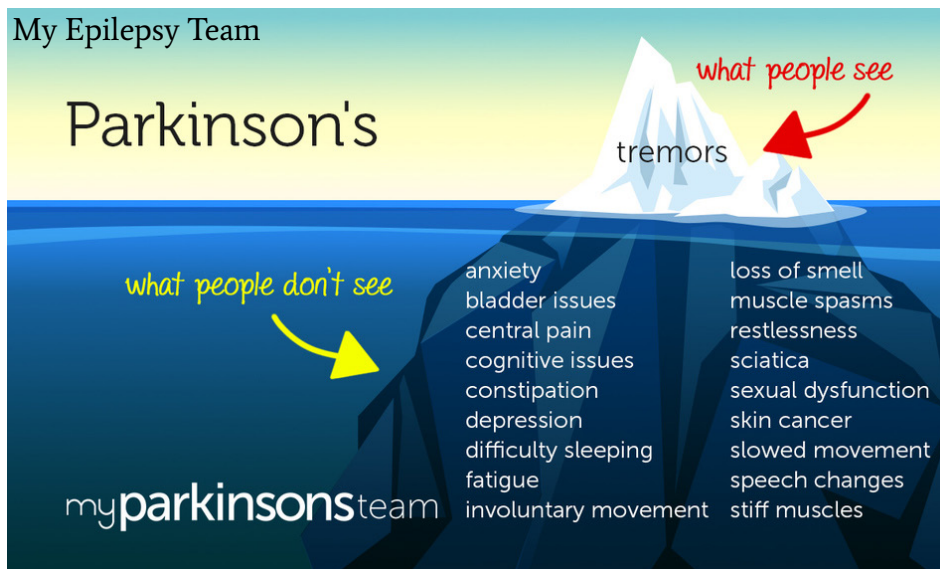 My Epilepsy Team
what people see
Parkinson's
tremors
what people don't see
anxiety
bladder issues
central pain
cognitive issues
constipation
depression
difficulty sleeping
fatigue
involuntary movement
loss of smell
muscle spasms
restlessness
sciatica
sexual dysfunction
skin cancer
slowed movement
speech changes
stiff muscles
myparkinsonsteam